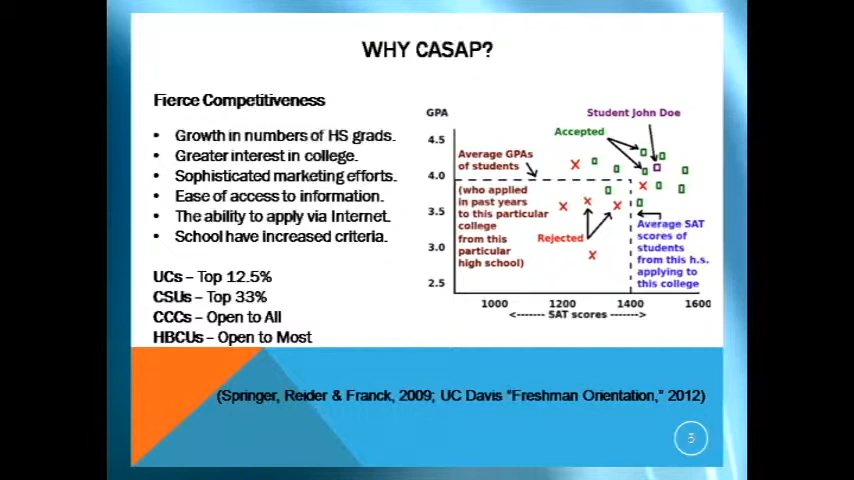 WHY CASAP?
Fierce Competitiveness
• Growth in numbers of HS grads.
• Greater interest in college.
• Sophisticated marketing efforts.
• Ease of access to information.
• The ability to apply via Internet.
• School have increased criteria.
UCs – Top 12.5%
CSUs – Top 33%
CCCs – Open to All
HBCUs – Open to Most
GPA
Student John Doe
Accepted
4.5
Average GPAs
of students
4.0
(who applied
in past years
to this particular
college
from this
particular
high school)
3.5
3.0
2.5
Rejected
Average SAT
scores of
students
from this h.s.
applying to
this college
1000 1200 1400 1600
<------- SAT scores ------>
(Springer, Reider & Franck, 2009; UC Davis "Freshman Orientation," 2012)
5